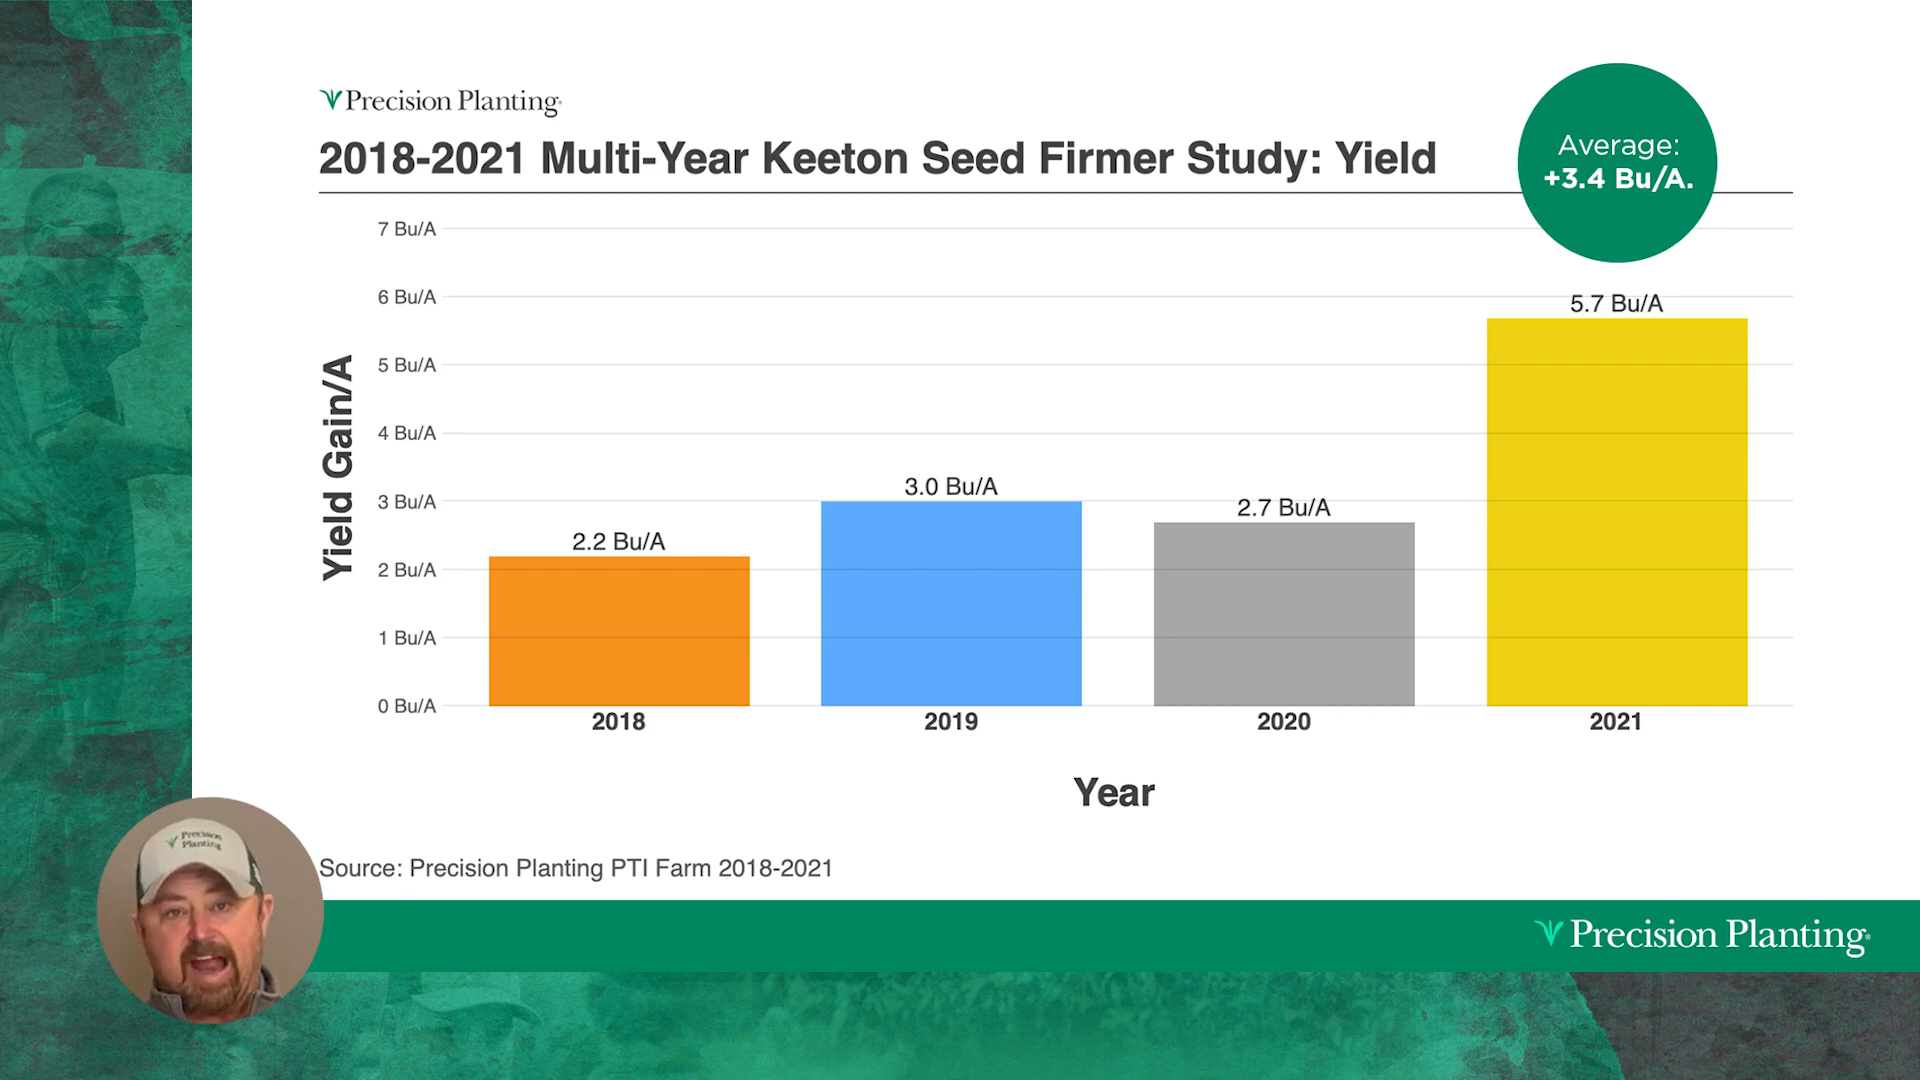 Precision Planting
2018-2021 Multi-Year Keeton Seed Firmer Study: Yield
Average:
+3.4 Bu/A.
Yield Gain/A
7 Bu/A
6 Bu/A
5 Bu/A
4 Bu/A
3 Bu/A
2 Bu/A
1 Bu/A
0 Bu/A
2.2 Bu/A
3.0 Bu/A
2.7 Bu/A
5.7 Bu/A
2018
2019
2020
2021
Year
Source: Precision Planting PTI Farm 2018-2021
Precision
Planting
Precision Planting